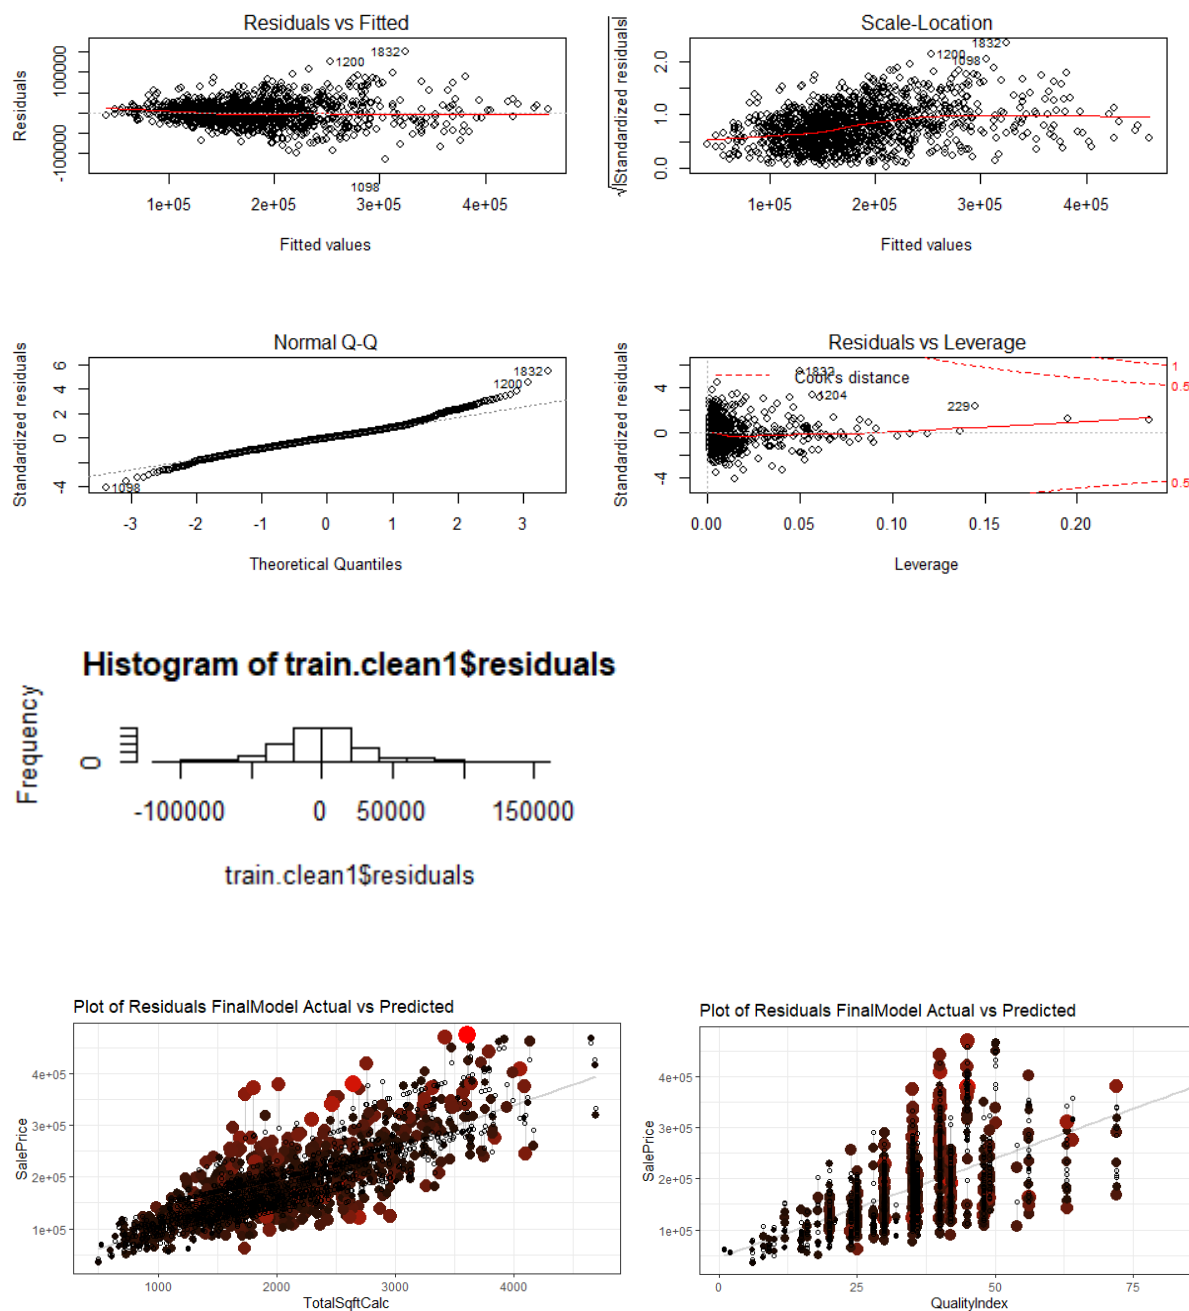 Residuals vs Fitted
Residuals
100000
-100000
1832
1200
1098
1e+05 2e+05 3e+05 4e+05
Fitted values
Scale-Location
√|Standardized residuals|
2.0
1.0
0.0
1832
1200
1098
1e+05 2e+05 3e+05 4e+05
Fitted values
Normal Q-Q
Standardized residuals
6
4
2
0
-4
1832
1200
1098
-3 -2 -1 0 1 2 3
Theoretical Quantiles
Residuals vs Leverage
Standardized residuals
4
0
-4
1832
Cook's distance
1204
229
1
0.5
0.5
0.00 0.05 0.10 0.15 0.20
Leverage
Histogram of train.clean1$residuals
Frequency
0
-100000 0 50000 150000
train.clean1$residuals
Plot of Residuals FinalModel Actual vs Predicted
SalePrice
4e+05
3e+05
2e+05
1e+05
1000 2000 3000 4000
TotalSqftCalc
Plot of Residuals FinalModel Actual vs Predicted
SalePrice
4e+05
3e+05
2e+05
1e+05
0 25 50 75
QualityIndex